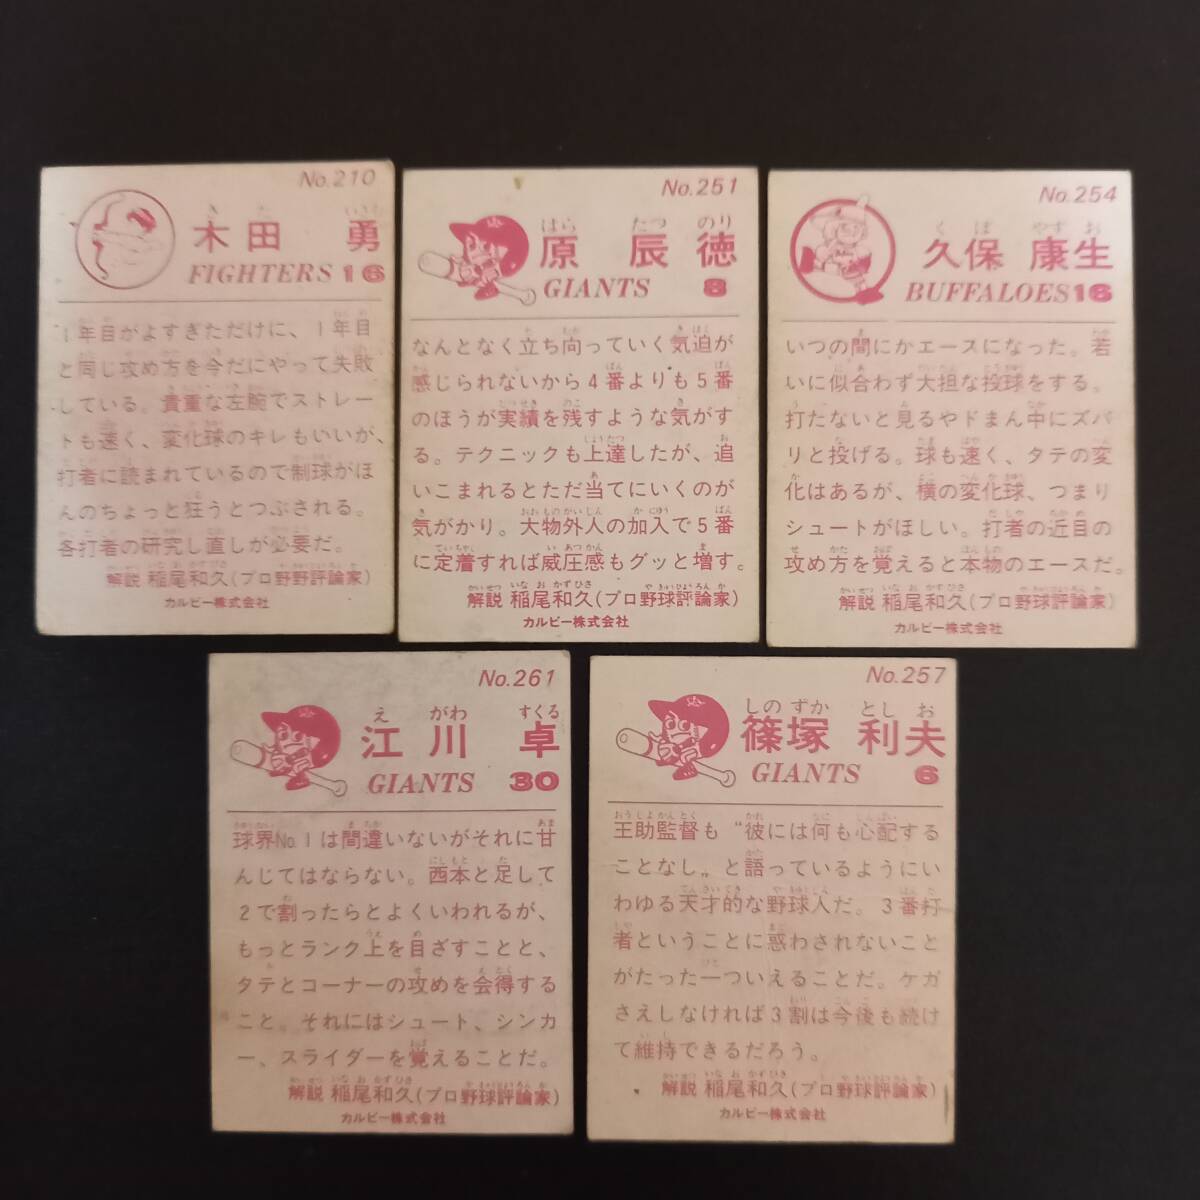 No.210
きた いさむ
木田 勇
FIGHTERS 16
1年目がよすぎただけに、1年目
と同じ攻め方を今だにやって失敗
している。貴重な左腕でストレー
トも速く、変化球のキレもいいが、
打者に読まれているので制球がほ
んのちょっと狂うとつぶされる。
各打者の研究し直しが必要だ。
解説 稲尾和久(プロ野野評論家)
カルビー株式会社
No.251
はら たつ のり
原 辰徳
GIANTS 8
なんとなく立ち向っていく気迫が
感じられないから4番よりも5番
のほうが実績を残すような気がす
る。テクニックも上達したが、追
いこまれるとただ当てにいくのが
気がかり。大物外人の加入で5番
に定着すれば威圧感もグッと増す。
解説 稲尾和久(プロ野球評論家)
カルビー株式会社
No.254
くぼ やすお
久保 康生
BUFFALOES 16
いつの間にかエースになった。若
いに似合わず大担な投球をする。
打たないと見るやドまん中にズバ
リと投げる。球も速く、タテの変
化はあるが、横の変化球、つまり
シュートがほしい。打者の近目の
攻め方を覚えると本物のエースだ。
解説 稲尾和久(プロ野球評論家)
カルビー株式会社
No.261
え がわ すぐる
江川 卓
GIANTS 30
球界No.1は間違いないがそれに甘
んじてはならない。西本と足して
2で割ったらとよくいわれるが、
もっとランク上を目ざすことと、
タテとコーナーの攻めを会得する
こと。それにはシュート、シンカ
ー、スライダーを覚えることだ。
解説 稲尾和久(プロ野球評論家)
カルビー株式会社
No.257
しの ずか とし お
篠塚 利夫
GIANTS 6
王助監督も“彼には何も心配する
ことなし„と語っているようにい
わゆる天才的な野球人だ。3番打
者ということに惑わされないこと
がたった一ついえることだ。ケガ
さえしなければ3割は今後も続け
て維持できるだろう。
解説 稲尾和久(プロ野球評論家)
カルビー株式会社